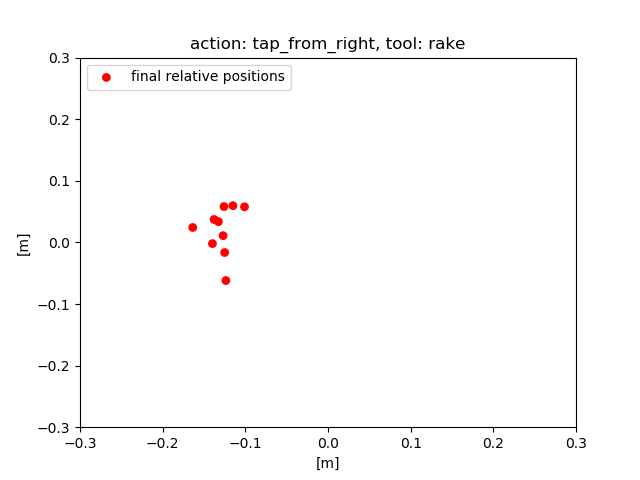 action: tap_from_right, tool: rake
final relative positions
0.3
0.2
0.1
0.0
−0.1
−0.2
−0.3
[m]
−0.3 −0.2 −0.1 0.0 0.1 0.2 0.3
[m]